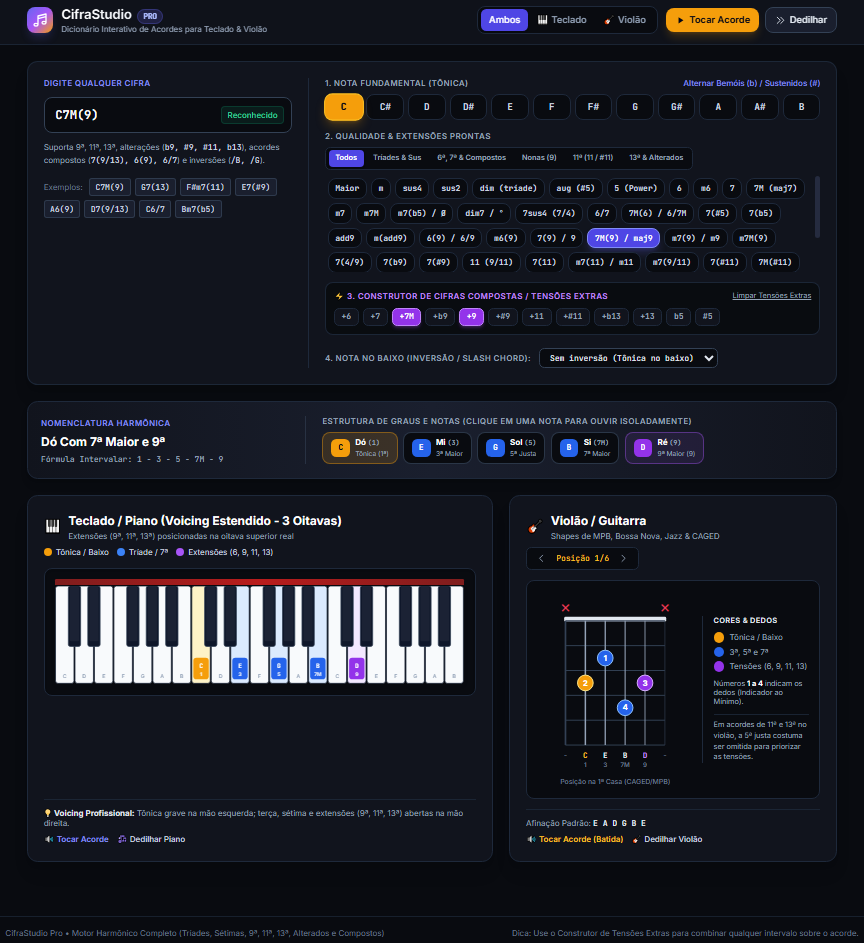 CifraStudio PRO
Dicionário Interativo de Acordes para Teclado & Violão
Ambos Teclado Violão Tocar Acorde Dedilhar
DIGITE QUALQUER CIFRA
C7M(9) Reconhecido
Suporta 9ª, 11ª, 13ª, alterações (b9, #9, #11, b13), acordes
compostos (7(9/13), 6(9), 6/7) e inversões (/B, /G).
Exemplos: C7M(9) G7(13) F#m7(11) E7(#9)
A6(9) D7(9/13) C6/7 Bm7(b5)
1. NOTA FUNDAMENTAL (TÔNICA) Alternar Bemóis (b) / Sustenidos (#)
C C# D D# E F F# G G# A A# B
2. QUALIDADE & EXTENSÕES PRONTAS
Todos Tríades & Sus 6ª, 7ª & Compostos Nonas (9) 11ª (11 / #11) 13ª & Alterados
Maior m sus4 sus2 dim (tríade) aug (#5) 5 (Power) 6 m6 7 7M (maj7)
m7 m7M m7(b5) / Ø dim7 / ° 7sus4 (7/4) 6/7 7M(6) / 6/7M 7(#5) 7(b5)
add9 m(add9) 6(9) / 6/9 m6(9) 7(9) / 9 7M(9) / maj9 m7(9) / m9 m7M(9)
7(4/9) 7(b9) 7(#9) 11 (9/11) 7(11) m7(11) / m11 m7(9/11) 7(#11) 7M(#11)
3. CONSTRUTOR DE CIFRAS COMPOSTAS / TENSÕES EXTRAS Limpar Tensões Extras
+6 +7 +7M +b9 +9 +#9 +11 +#11 +b13 +13 b5 #5
4. NOTA NO BAIXO (INVERSÃO / SLASH CHORD): Sem inversão (Tônica no baixo)
NOMENCLATURA HARMÔNICA
Dó Com 7ª Maior e 9ª
Fórmula Intervalar: 1 - 3 - 5 - 7M - 9
ESTRUTURA DE GRAUS E NOTAS (CLIQUE EM UMA NOTA PARA OUVIR ISOLADAMENTE)
C Dó (1) E Mi (3) G Sol (5) B Si (7M) D Ré (9)
Tônica (1ª) 3ª Maior 5ª Justa 7ª Maior 9ª Maior (9)
Teclado / Piano (Voicing Estendido - 3 Oitavas)
Extensões (9ª, 11ª, 13ª) posicionadas na oitava superior real
Tônica / Baixo Tríade / 7ª Extensões (6, 9, 11, 13)
C D E F G A B C D E F G A B C D E F G A B
1 3 5 7M 9
Voicing Profissional: Tônica grave na mão esquerda; terça, sétima e extensões (9ª, 11ª, 13ª) abertas na mão
direita.
Tocar Acorde Dedilhar Piano
Violão / Guitarra
Shapes de MPB, Bossa Nova, Jazz & CAGED
Posição 1/6
1
2 3
4
- C E B D -
1 3 7M 9
Posição na 1ª Casa (CAGED/MPB)
CORES & DEDOS
Tônica / Baixo
3ª, 5ª e 7ª
Tensões (6, 9, 11, 13)
Números 1 a 4 indicam os
dedos (Indicador ao
Mínimo).
Em acordes de 11ª e 13ª no
violão, a 5ª justa costuma
ser omitida para priorizar
as tensões.
Afinação Padrão: E A D G B E
Tocar Acorde (Batida) Dedilhar Violão
CifraStudio Pro • Motor Harmônico Completo (Tríades, Sétimas, 9ª, 11ª, 13ª, Alterados e Compostos)
Dica: Use o Construtor de Tensões Extras para combinar qualquer intervalo sobre o acorde.